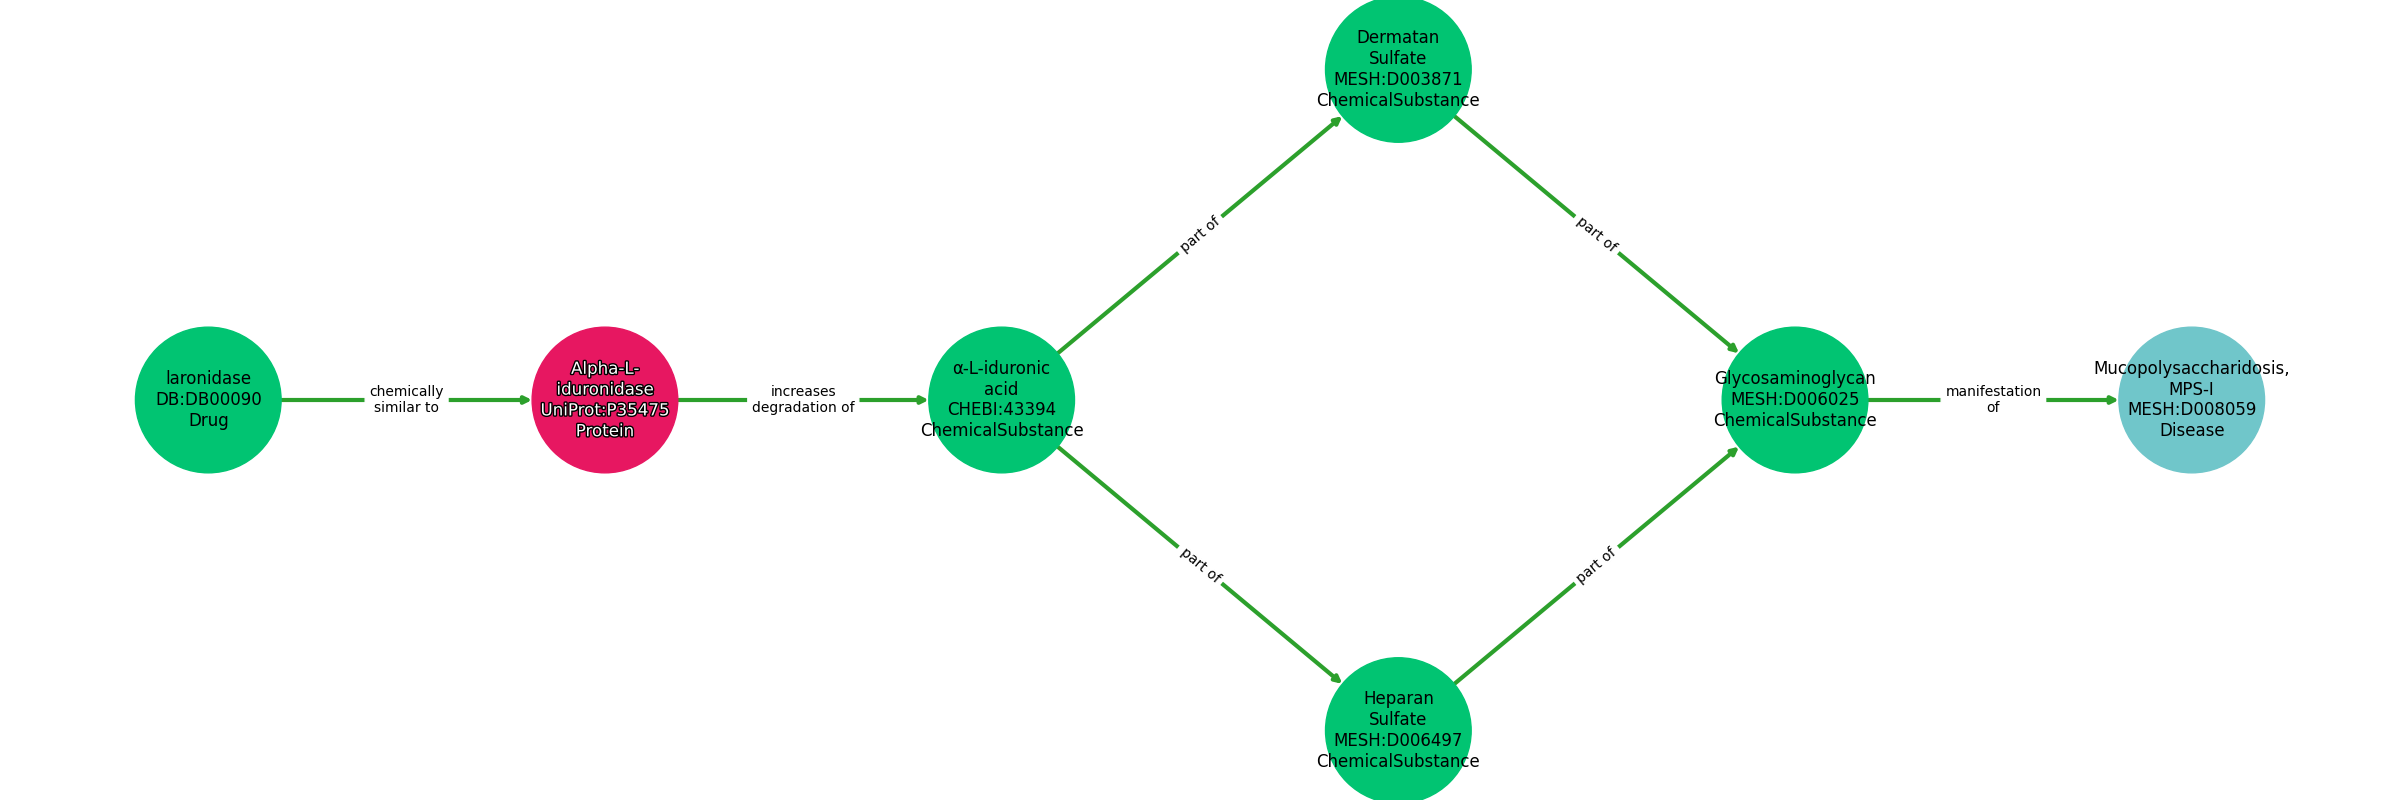 laronidase
DB:DB00090
Drug
chemically
similar to
Alpha-L-
iduronidase
UniProt:P35475
Protein
increases
degradation of
α-L-iduronic
acid
CHEBI:43394
ChemicalSubstance
part of
part of
Dermatan
Sulfate
MESH:D003871
ChemicalSubstance
Heparan
Sulfate
MESH:D006497
ChemicalSubstance
part of
part of
Glycosaminoglycan
MESH:D006025
ChemicalSubstance
manifestation
of
Mucopolysaccharidosis,
MPS-I
MESH:D008059
Disease